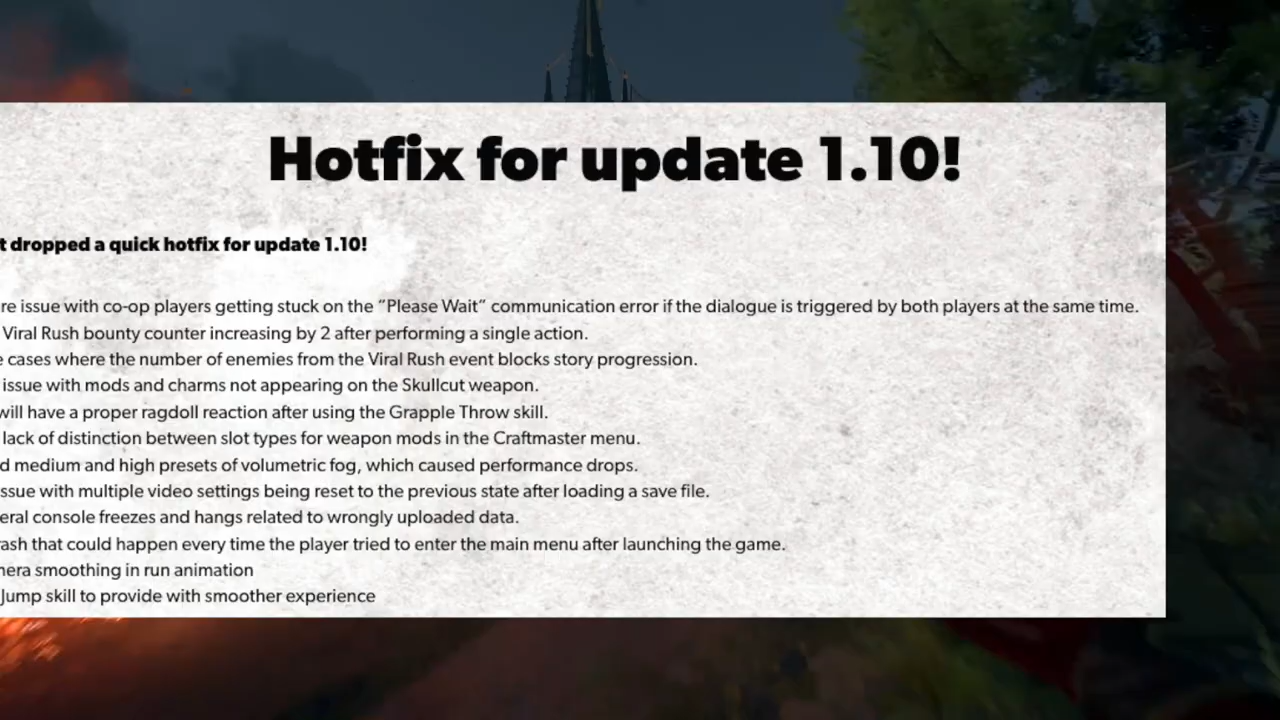 Hotfix for update 1.10!
dropped a quick hotfix for update 1.10!
issue with co-op players getting stuck on the “Please Wait” communication error if the dialogue is triggered by both players at the same time.
Viral Rush bounty counter increasing by 2 after performing a single action.
cases where the number of enemies from the Viral Rush event blocks story progression.
issue with mods and charms not appearing on the Skullcut weapon.
will have a proper ragdoll reaction after using the Grapple Throw skill.
lack of distinction between slot types for weapon mods in the Craftmaster menu.
medium and high presets of volumetric fog, which caused performance drops.
issue with multiple video settings being reset to the previous state after loading a save file.
console freezes and hangs related to wrongly uploaded data.
that could happen every time the player tried to enter the main menu after launching the game.
smoothing in run animation
Jump skill to provide with smoother experience